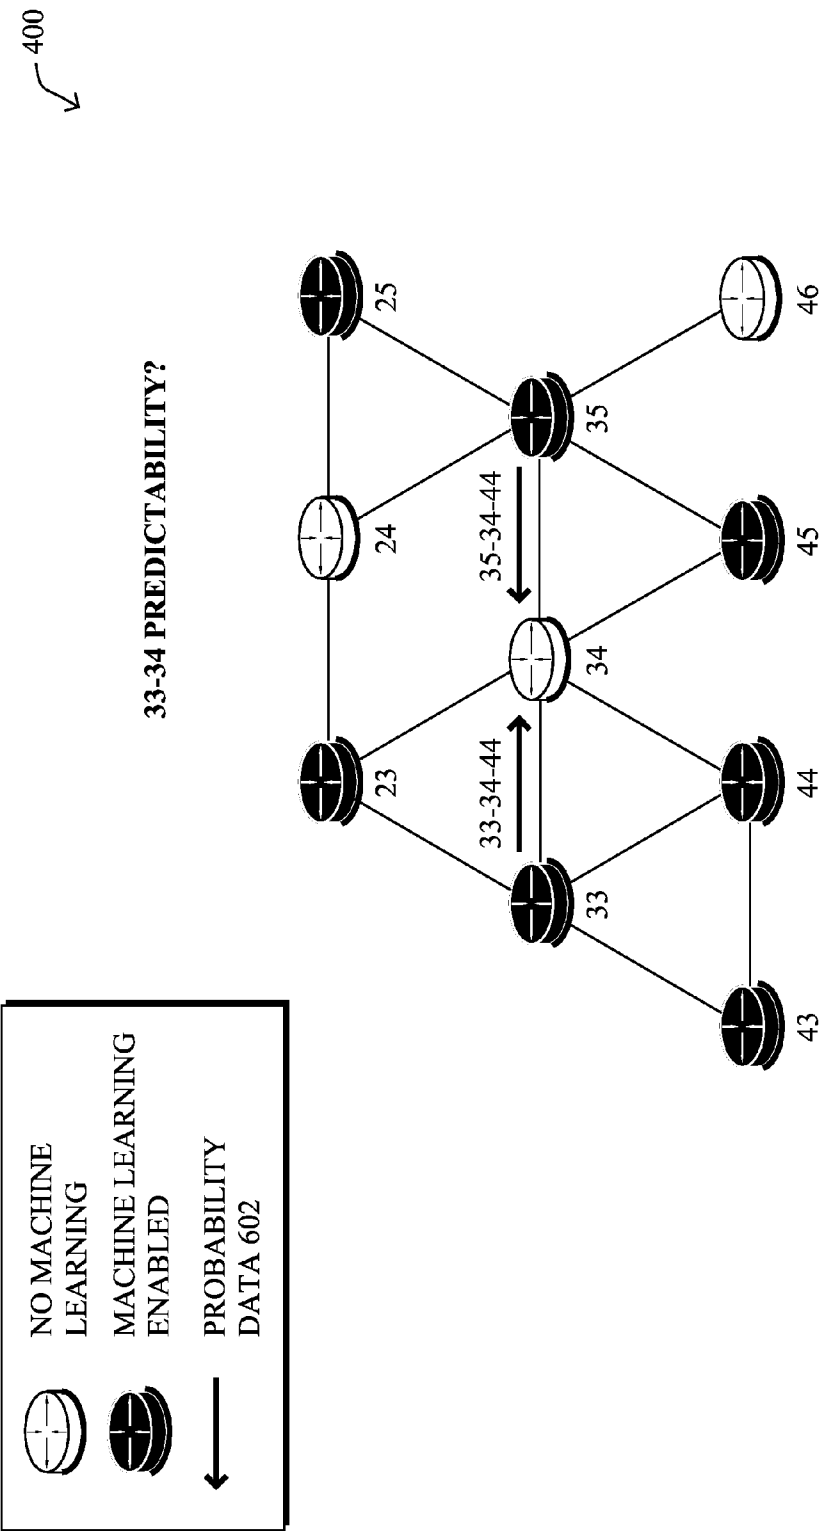 NO MACHINE
LEARNING
MACHINE LEARNING
ENABLED
PROBABILITY
DATA 602
33-34 PREDICTABILITY?
400
23
24
25
33-34-44
35-34-44
33
34
35
43
44
45
46